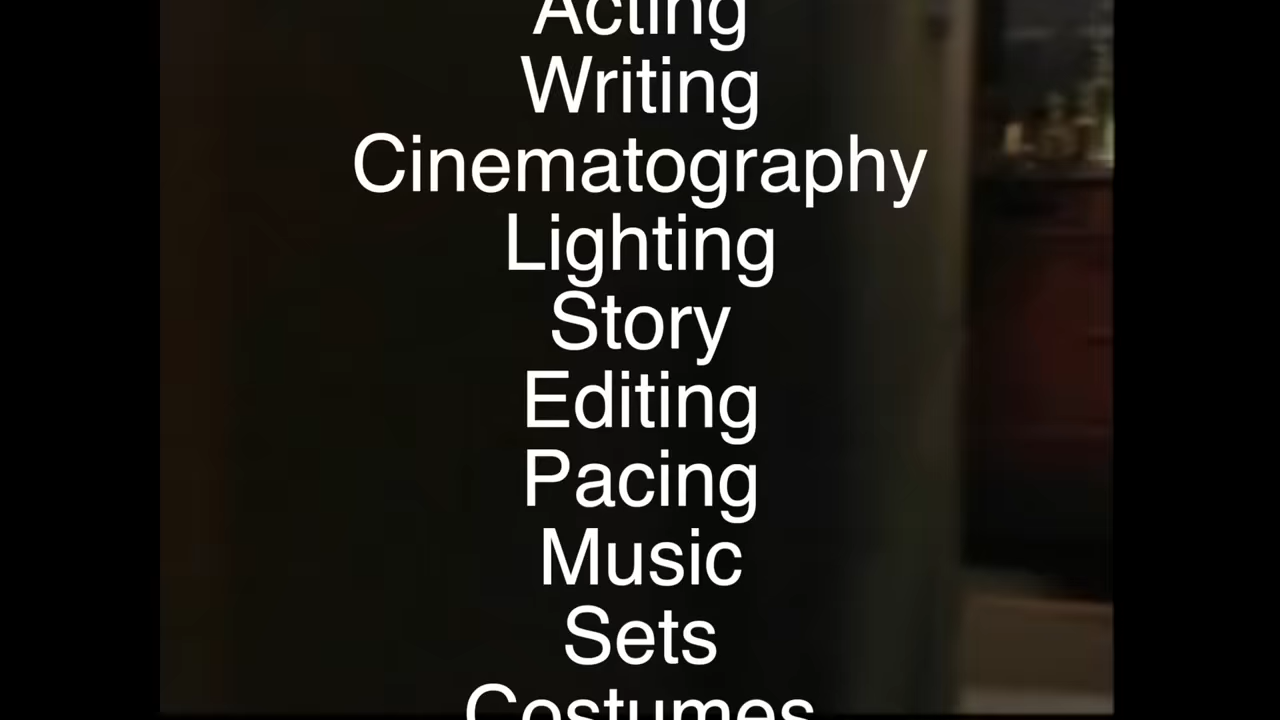 Acting
Writing
Cinematography
Lighting
Story
Editing
Pacing
Music
Sets
Costumes